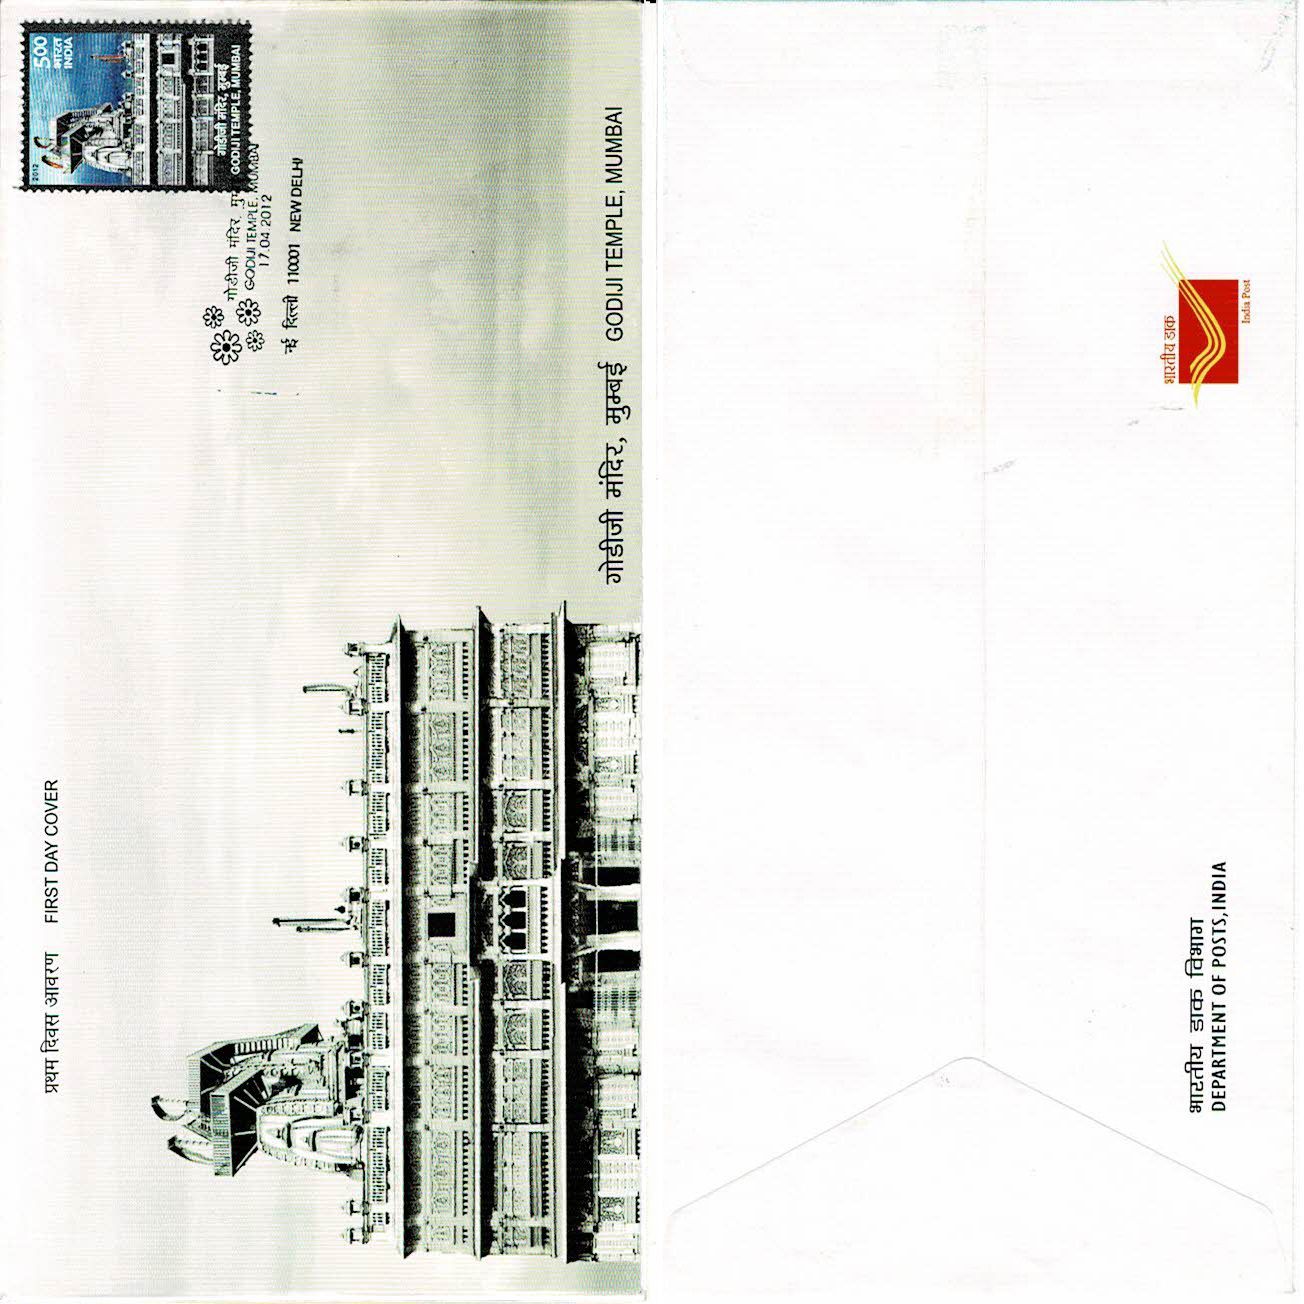 प्रथम दिवस आवरण FIRST DAY COVER
2012
500
भारत
INDIA
गोडीजी मंदिर, मुम्बई
GODIJI TEMPLE, MUMBAI
गोडीजी मंदिर, मु
GODIJI TEMPLE, MUMBAI
17.04.2012
नई दिल्ली 110001 NEW DELHI
गोडीजी मंदिर, मुम्बई GODIJI TEMPLE, MUMBAI
भारतीय डाक विभाग
DEPARTMENT OF POSTS, INDIA
भारतीय डाक
India Post